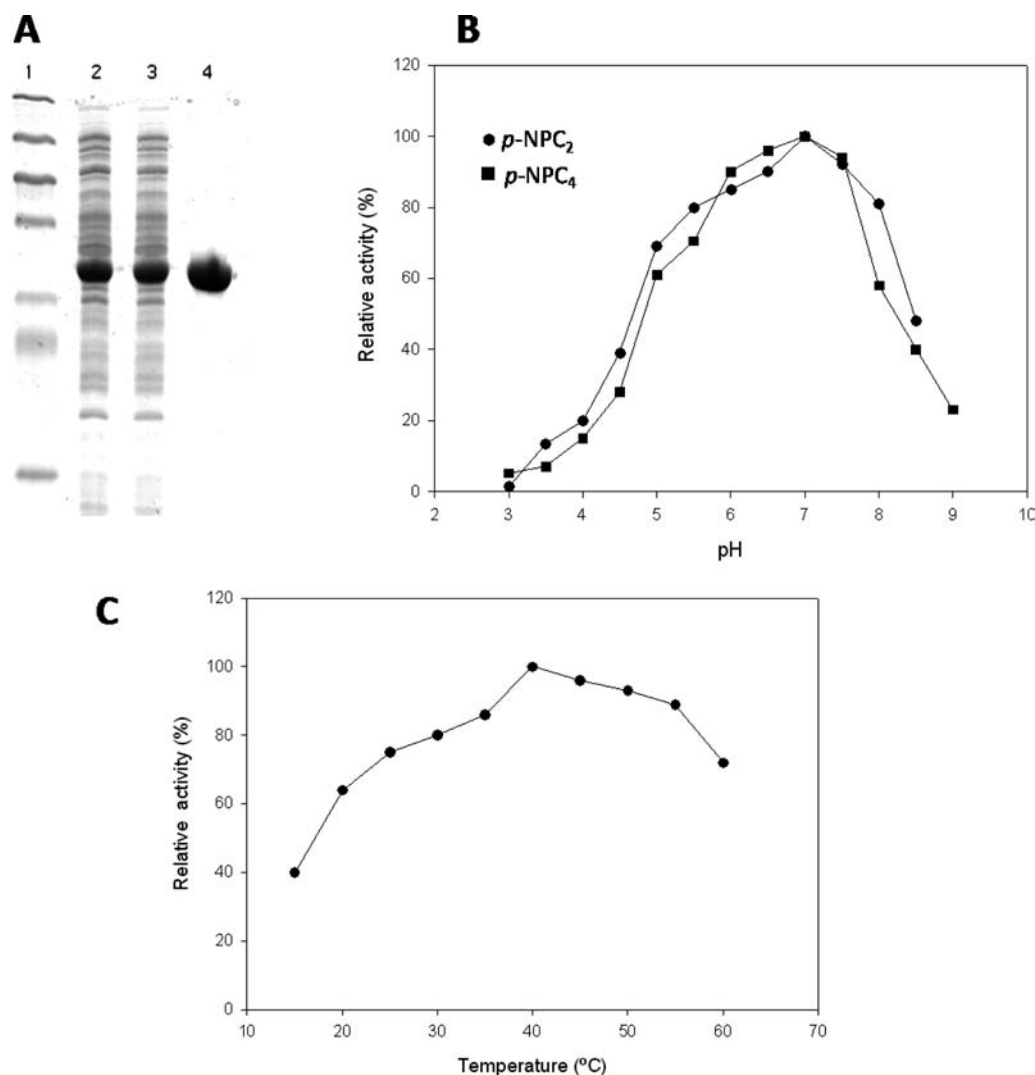 A
1 2 3 4
B
120
100
80
60
40
20
0
Relative activity (%)
p-NPC₂
p-NPC₄
2 3 4 5 6 7 8 9 10
pH
C
120
100
80
60
40
20
0
Relative activity (%)
10 20 30 40 50 60 70
Temperature (ºC)